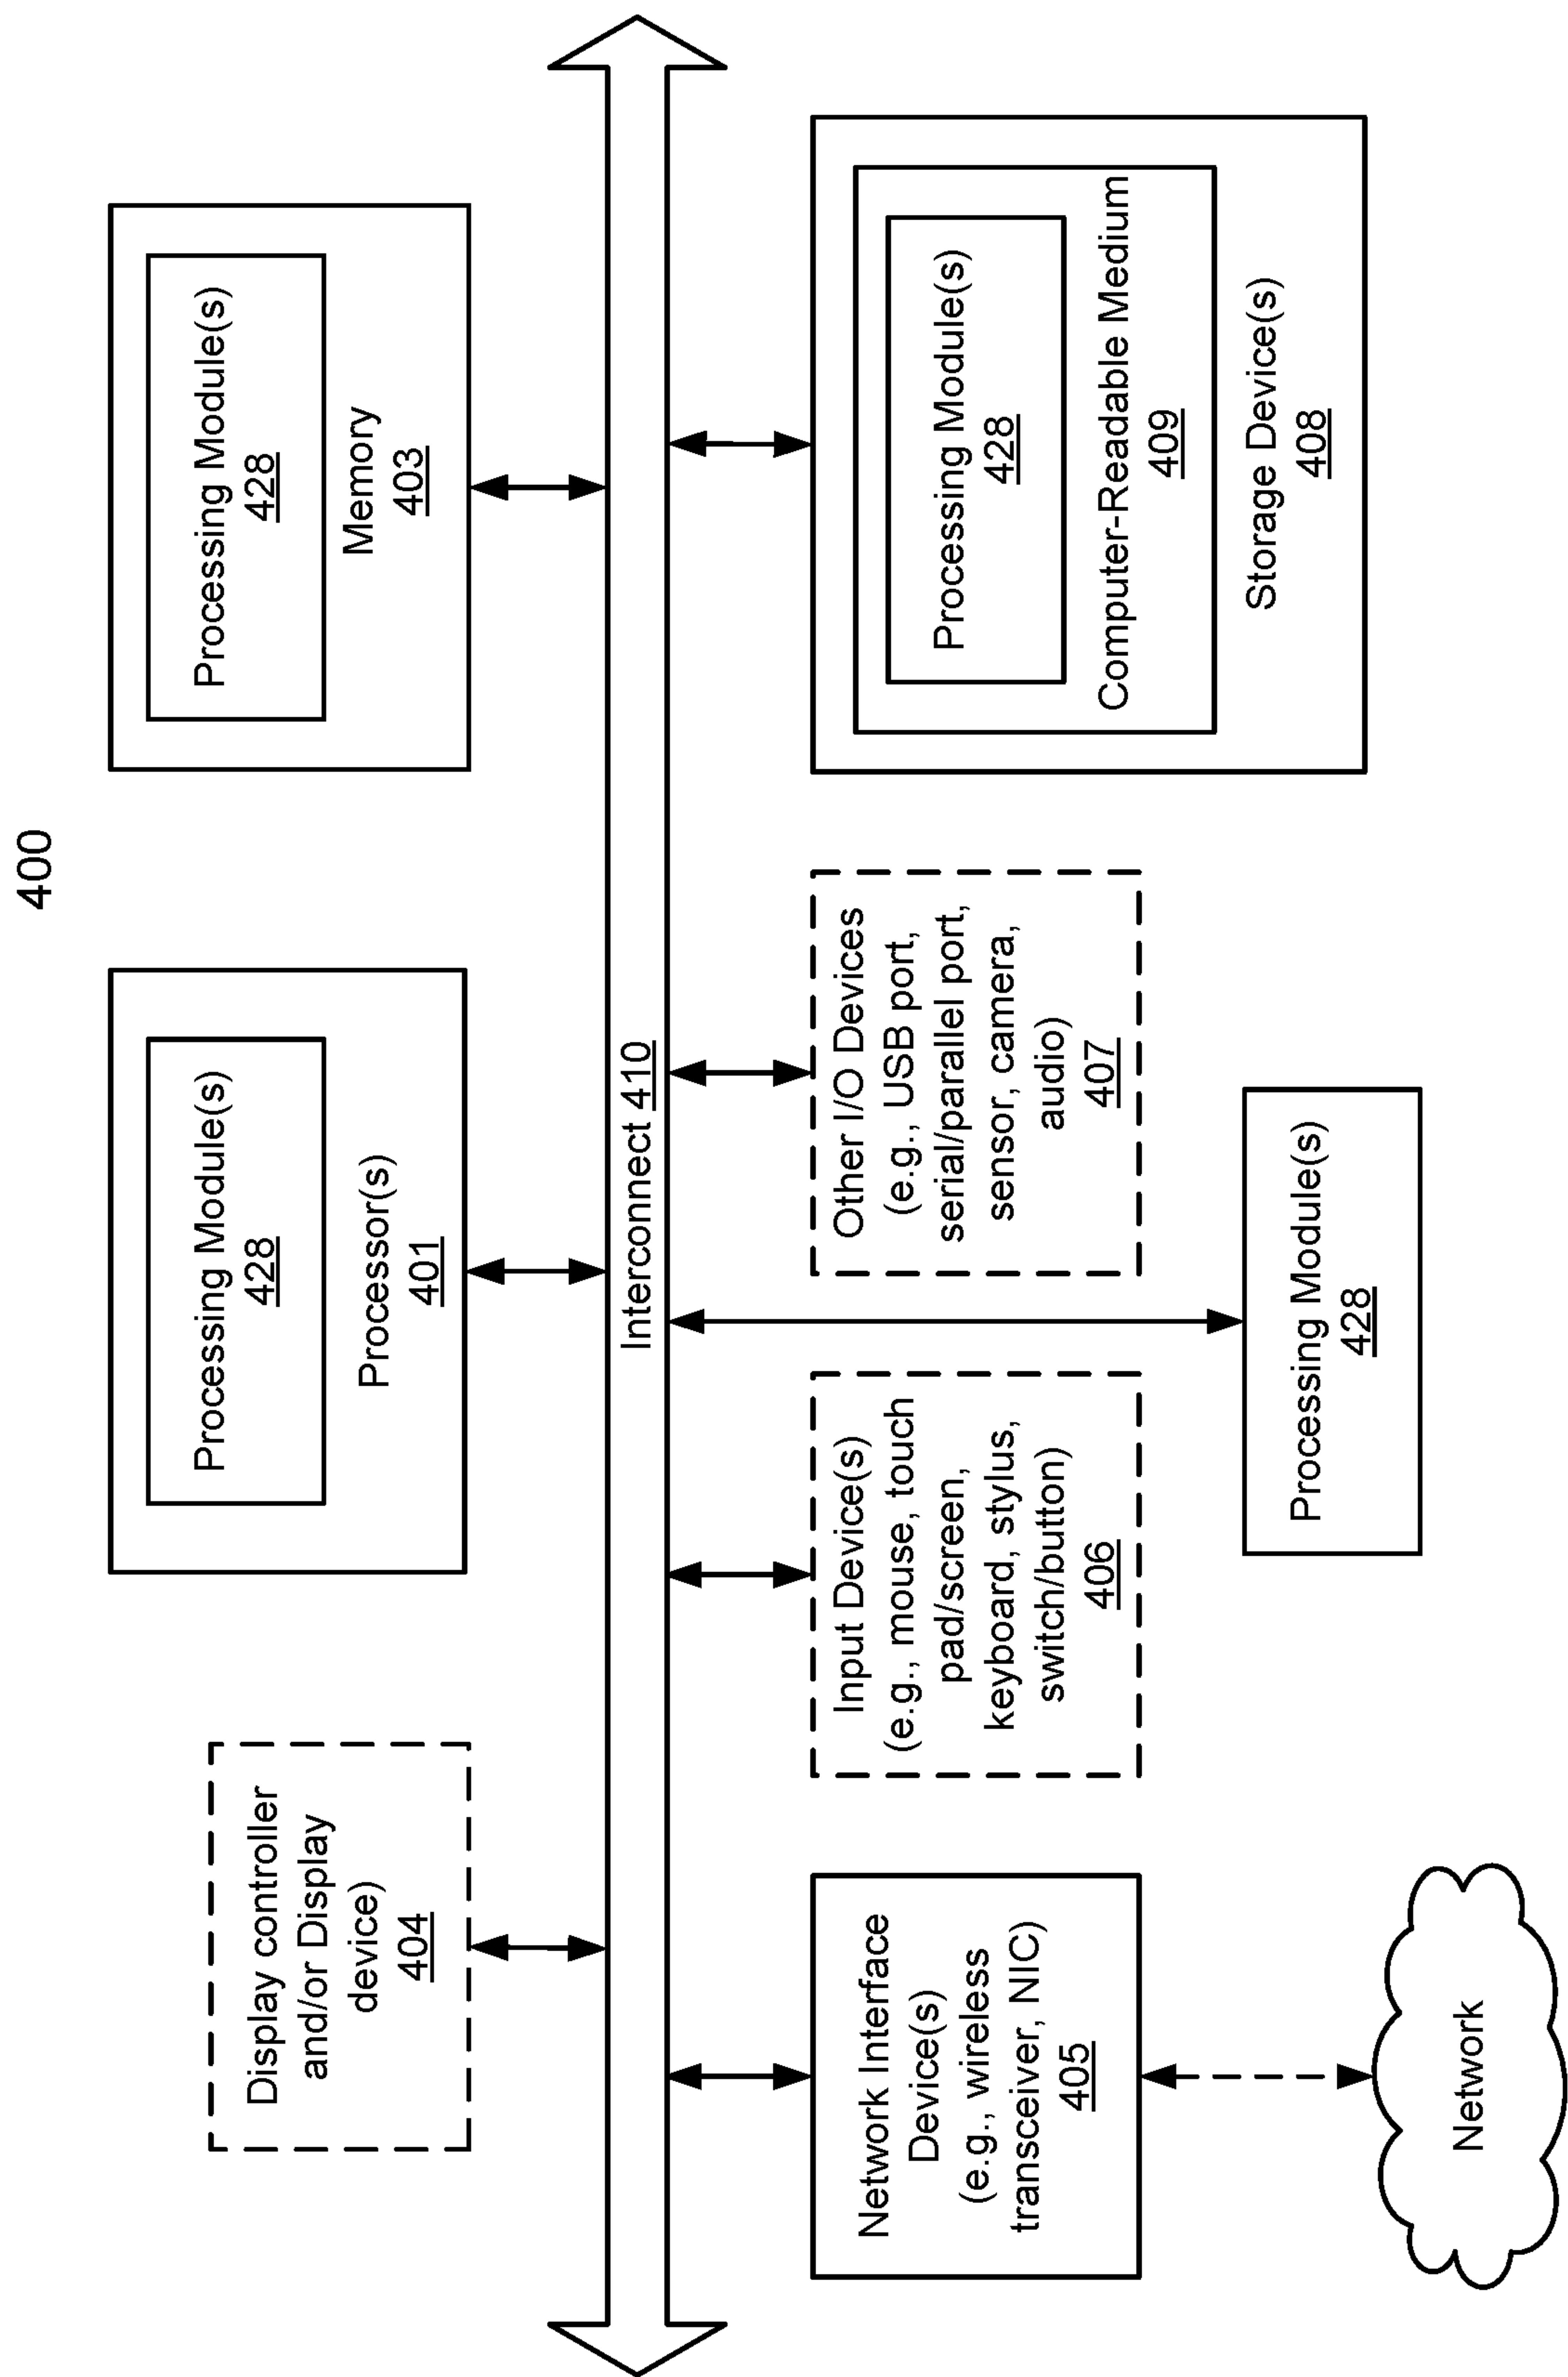 400
Display controller
and/or Display
device)
404
Processing Module(s)
428
Processor(s)
401
Processing Module(s)
428
Memory
403
Interconnect 410
Network Interface
Device(s)
(e.g., wireless
transceiver, NIC)
405
Input Device(s)
(e.g., mouse, touch
pad/screen,
keyboard, stylus,
switch/button)
406
Other I/O Devices
(e.g., USB port,
serial/parallel port,
sensor, camera,
audio)
407
Processing Module(s)
428
Computer-Readable Medium
409
Storage Device(s)
408
Processing Module(s)
428
Network